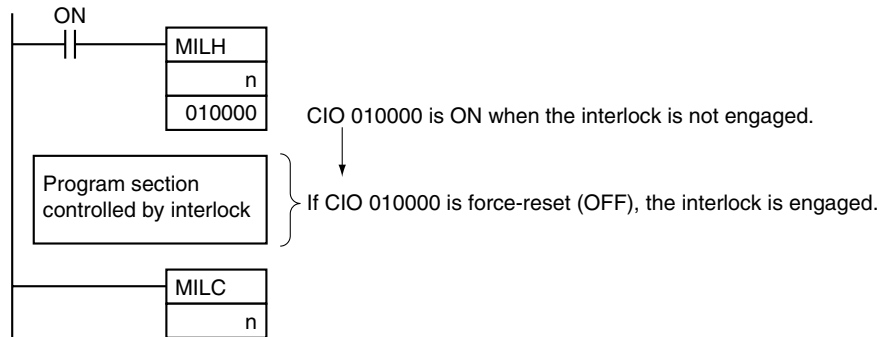 ON
MILH
n
010000
CIO 010000 is ON when the interlock is not engaged.
Program section
controlled by interlock
If CIO 010000 is force-reset (OFF), the interlock is engaged.
MILC
n